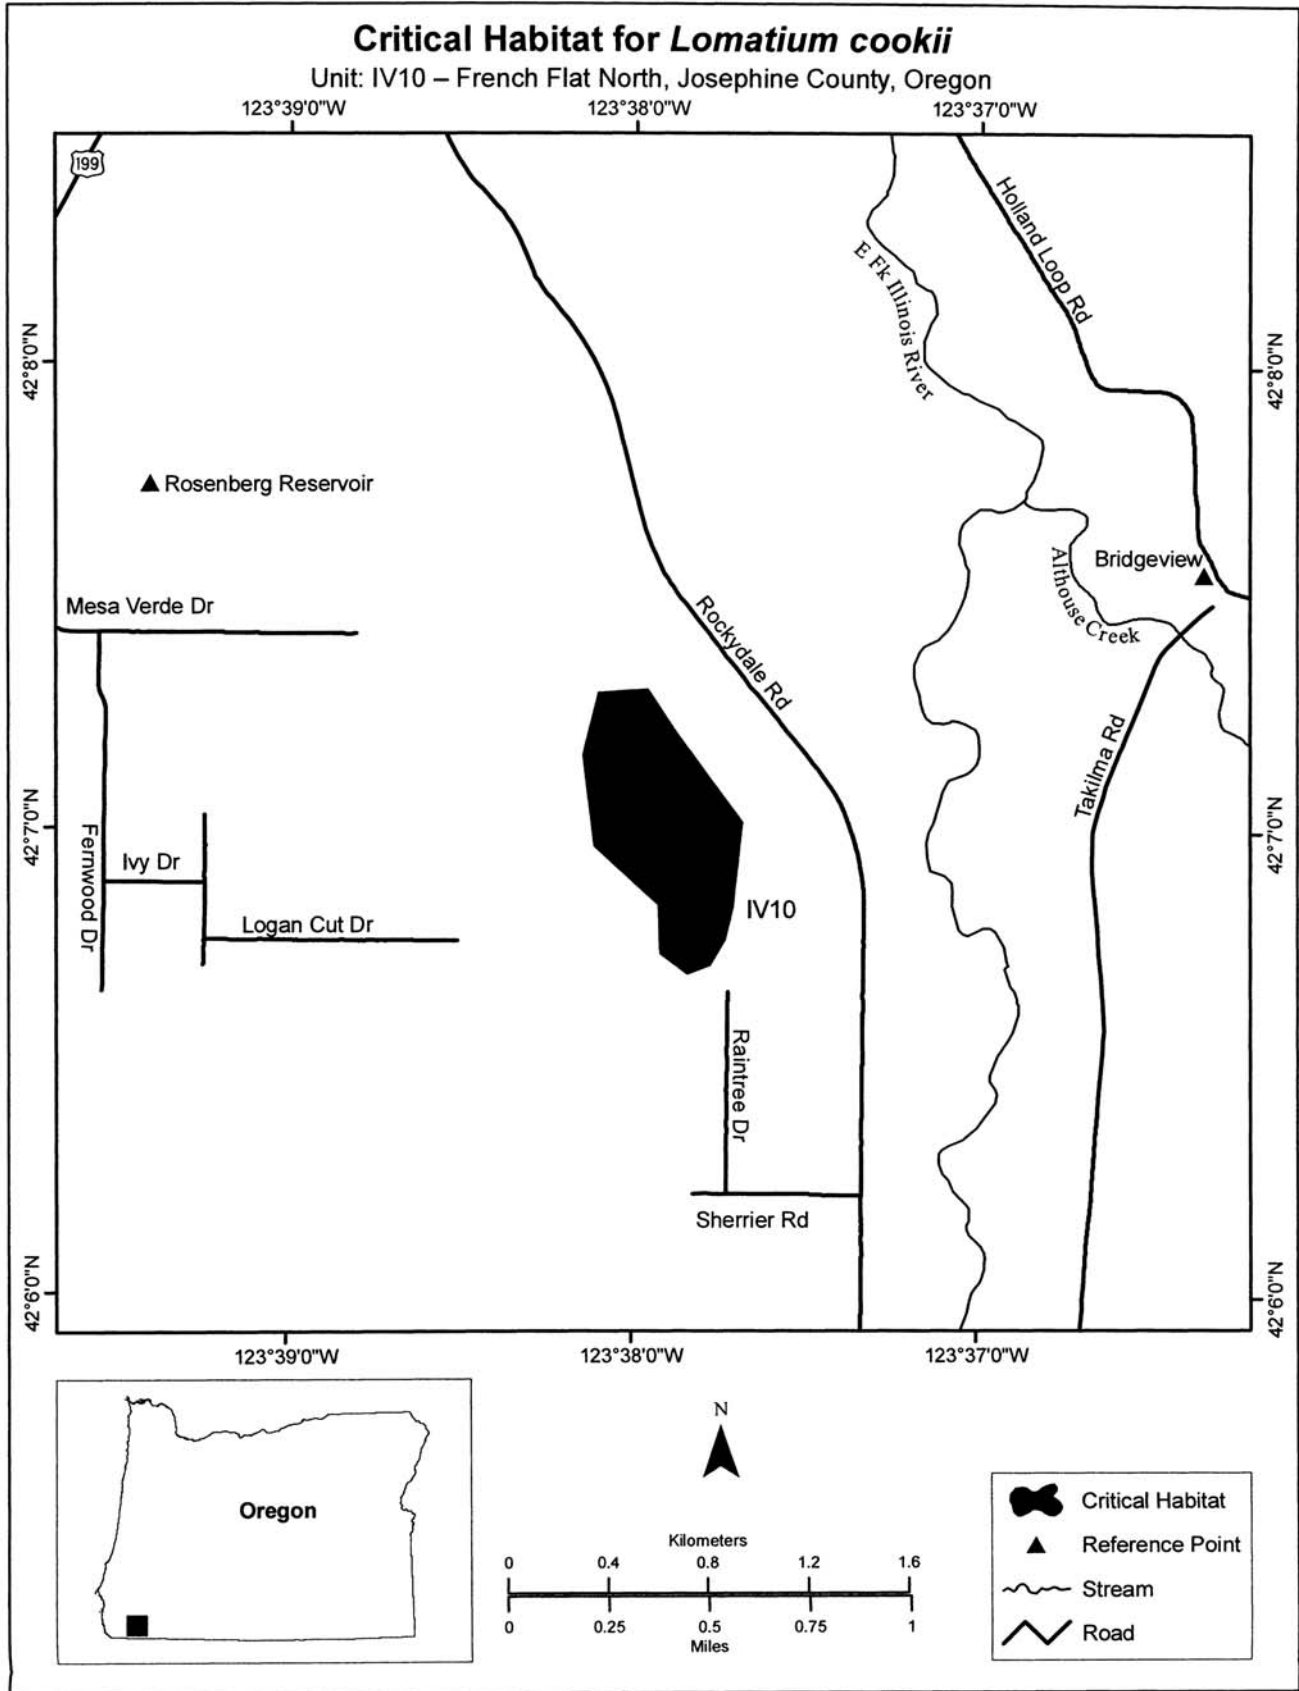 Critical Habitat for Lomatium cookii
Unit: IV10 – French Flat North, Josephine County, Oregon
123°39'0"W
123°38'0"W
123°37'0"W
199
Holland Loop Rd
E Fk Illinois River
42°8'0"N
42°8'0"N
Rosenberg Reservoir
Bridgeview
Althouse Creek
Mesa Verde Dr
Rockydale Rd
Takilma Rd
42°7'0"N
42°7'0"N
Fernwood Dr
Ivy Dr
Logan Cut Dr
IV10
Raintree Dr
Sherrier Rd
42°6'0"N
42°6'0"N
123°39'0"W
123°38'0"W
123°37'0"W
Oregon
N
Kilometers
0 0.4 0.8 1.2 1.6
0 0.25 0.5 0.75 1
Miles
Critical Habitat
Reference Point
Stream
Road